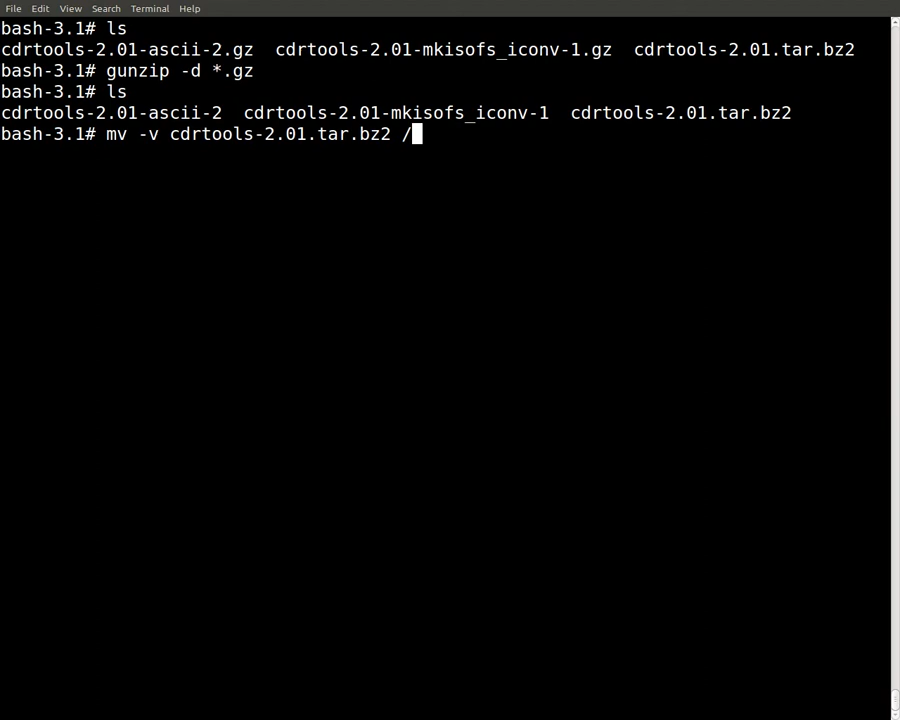 File Edit View Search Terminal Help
bash-3.1# ls
cdrtools-2.01-ascii-2.gz  cdrtools-2.01-mkisofs_iconv-1.gz  cdrtools-2.01.tar.bz2
bash-3.1# gunzip -d *.gz
bash-3.1# ls
cdrtools-2.01-ascii-2  cdrtools-2.01-mkisofs_iconv-1  cdrtools-2.01.tar.bz2
bash-3.1# mv -v cdrtools-2.01.tar.bz2 /